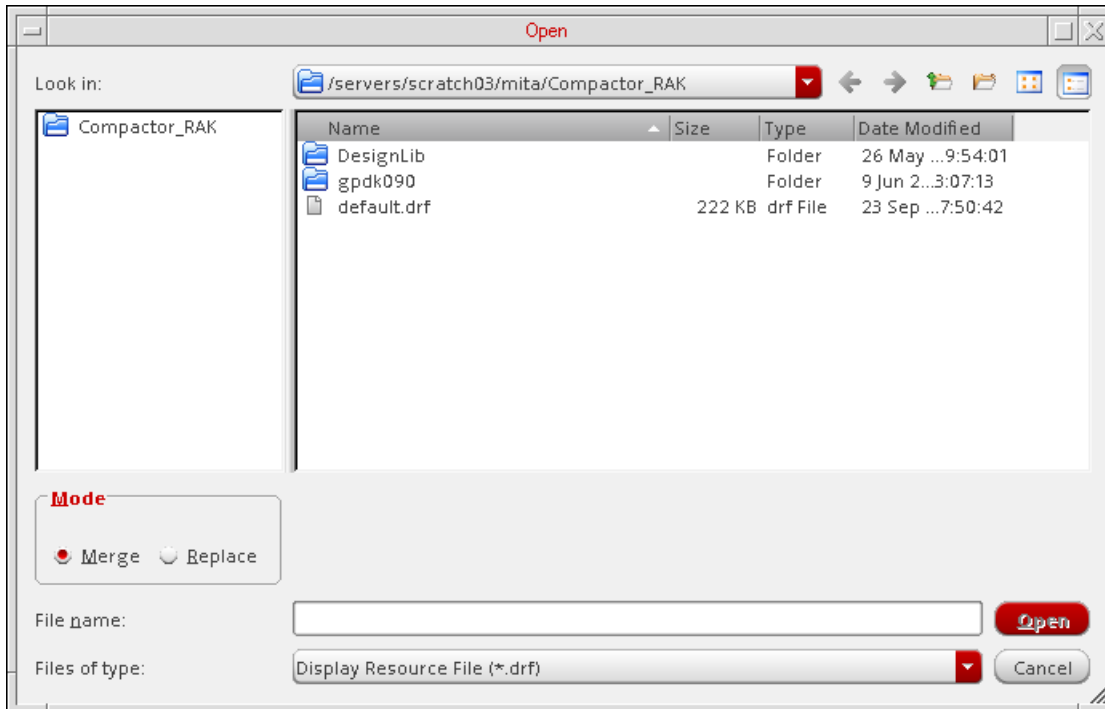 Open
Look in: /servers/scratch03/mita/Compactor_RAK
Compactor_RAK
Name Size Type Date Modified
DesignLib Folder 26 May ...9:54:01
gpdk090 Folder 9 Jun 2...3:07:13
default.drf 222 KB drf File 23 Sep ...7:50:42
Mode
Merge Replace
File name: Open
Files of type: Display Resource File (*.drf) Cancel